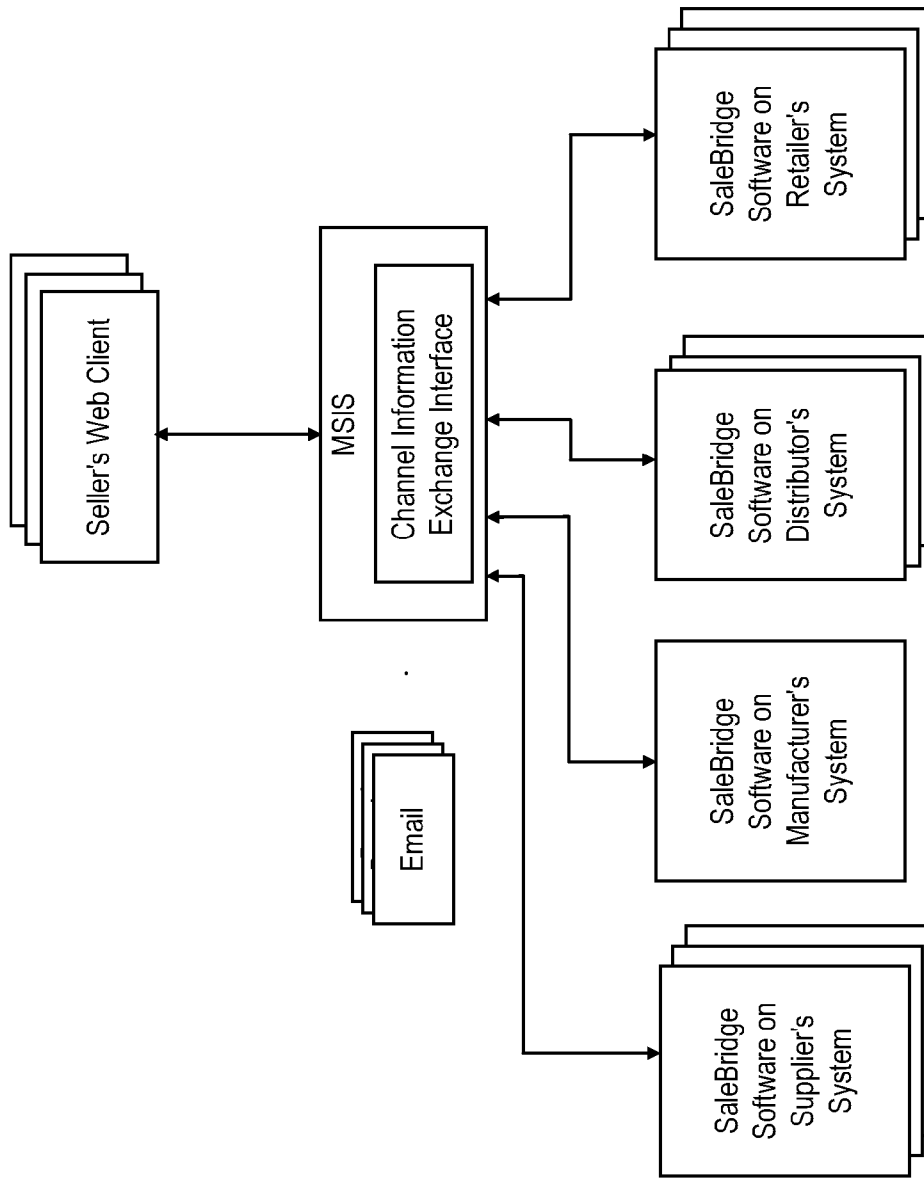 Seller's Web Client
MSIS
Channel Information
Exchange Interface
Email
SaleBridge
Software on
Supplier's
System
SaleBridge
Software on
Manufacturer's
System
SaleBridge
Software on
Distributor's
System
SaleBridge
Software on
Retailer's
System